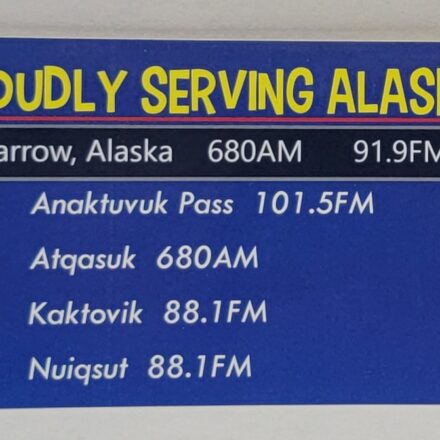 OUDLY SERVING ALAS
arrow, Alaska 680AM 91.9FM
Anaktuvuk Pass 101.5FM
Atqasuk 680AM
Kaktovik 88.1FM
Nuiqsut 88.1FM